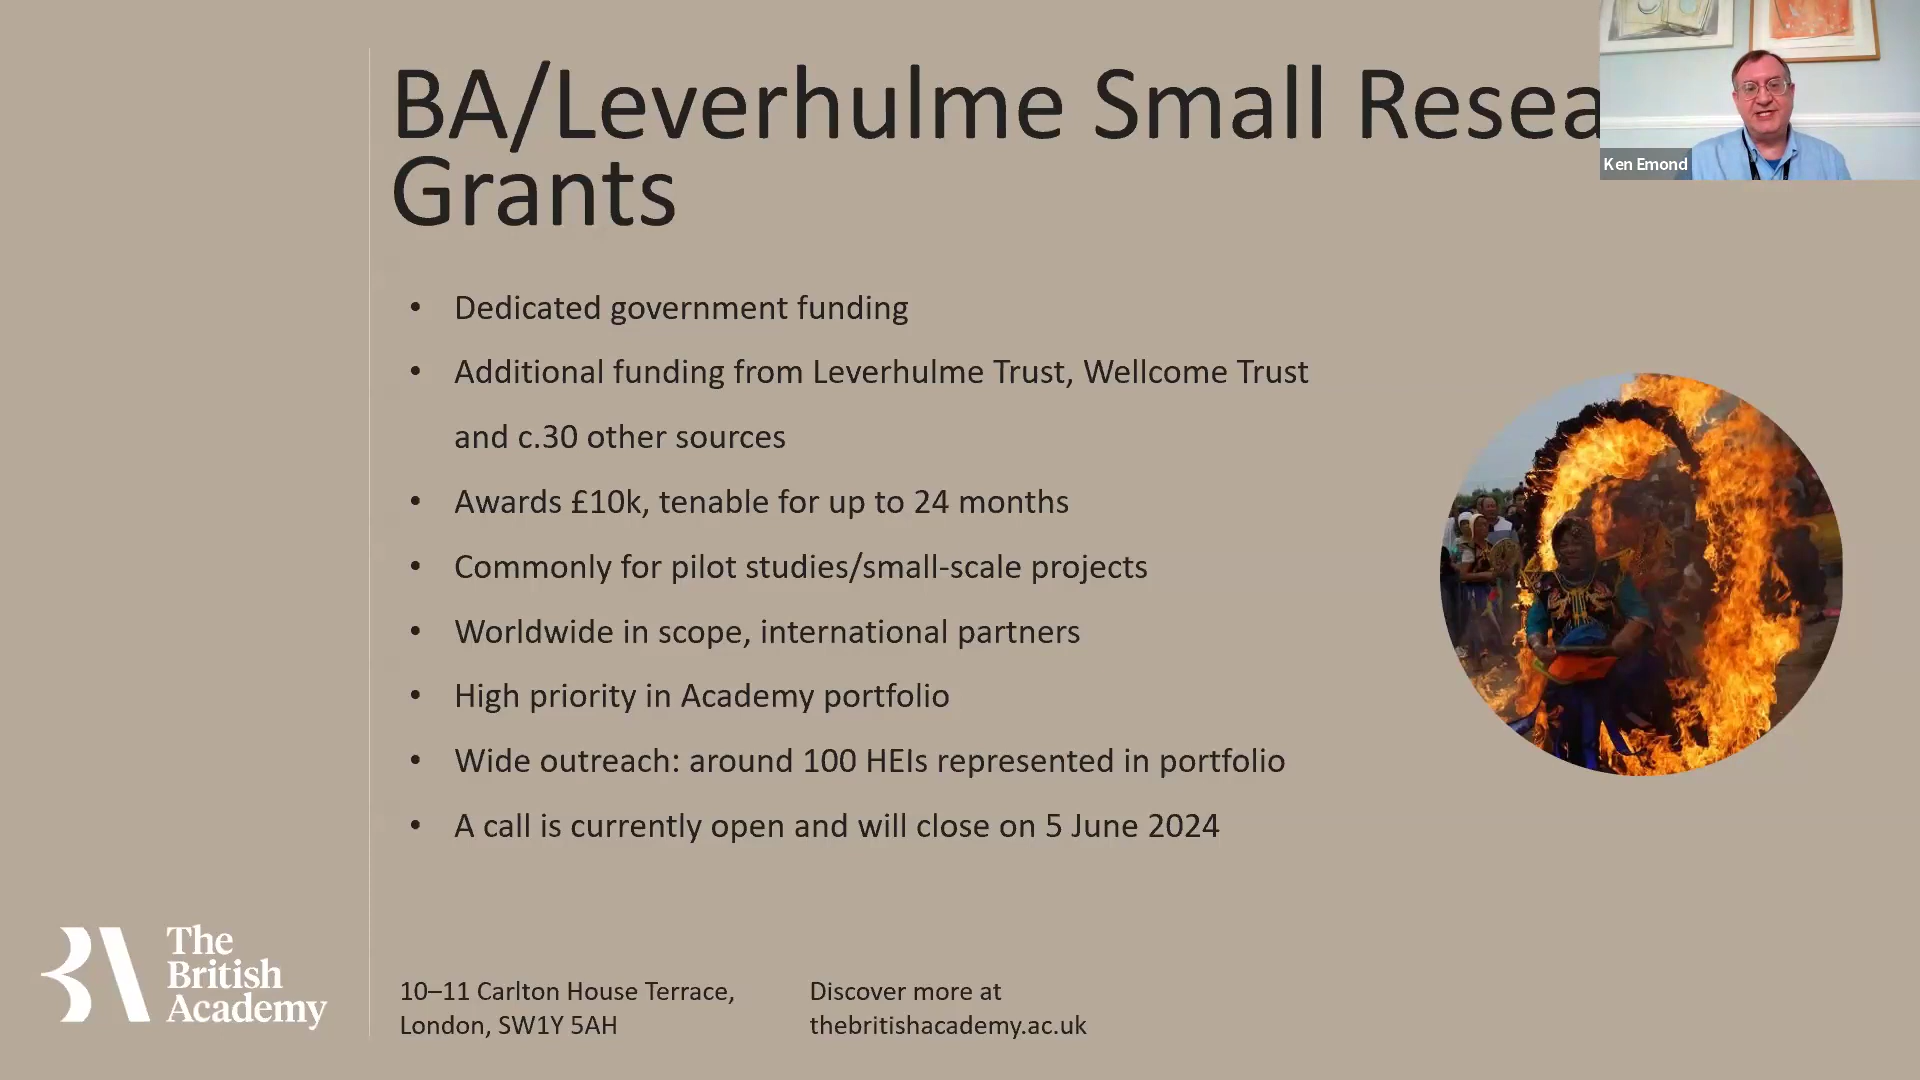 BA/Leverhulme Small Resea
Grants
Ken Emond
• Dedicated government funding
• Additional funding from Leverhulme Trust, Wellcome Trust
and c.30 other sources
• Awards £10k, tenable for up to 24 months
• Commonly for pilot studies/small-scale projects
• Worldwide in scope, international partners
• High priority in Academy portfolio
• Wide outreach: around 100 HEIs represented in portfolio
• A call is currently open and will close on 5 June 2024
The
British
Academy
10–11 Carlton House Terrace,
London, SW1Y 5AH
Discover more at
thebritishacademy.ac.uk